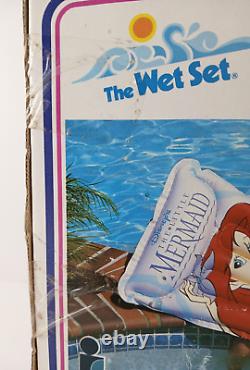 The Wet Set®
Disney's
THE LITTLE
MERMAID